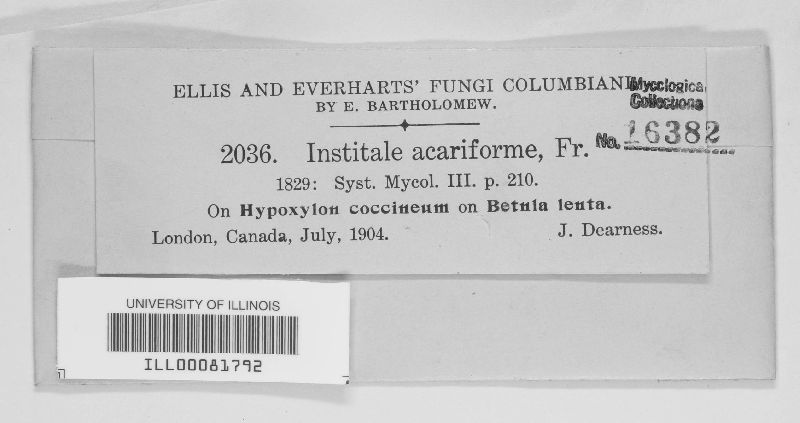 ELLIS AND EVERHARTS' FUNGI COLUMBIANI
BY E. BARTHOLOMEW.
Mycological
Collections
No. 16382
2036. Institale acariforme, Fr.
1829: Syst. Mycol. III. p. 210.
On Hypoxylon coccineum on Betula lenta.
London, Canada, July, 1904. J. Dearness.
UNIVERSITY OF ILLINOIS
ILL00081792